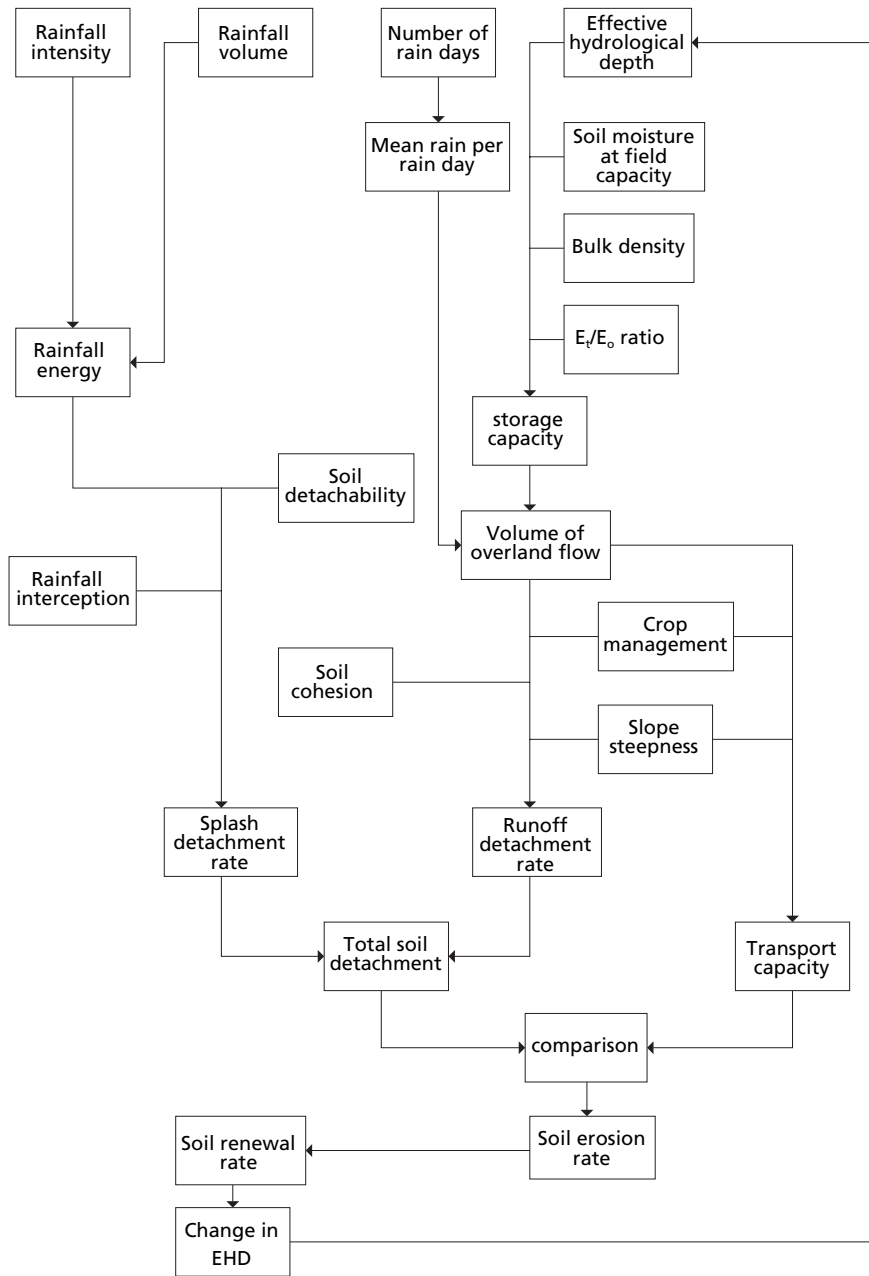 Rainfall
intensity
Rainfall
volume
Number of
rain days
Effective
hydrological
depth
Mean rain per
rain day
Soil moisture
at field
capacity
Bulk density
Et/Eo ratio
Rainfall
energy
storage
capacity
Soil
detachability
Volume of
overland flow
Rainfall
interception
Crop
management
Soil
cohesion
Slope
steepness
Splash
detachment
rate
Runoff
detachment
rate
Total soil
detachment
Transport
capacity
comparison
Soil erosion
rate
Soil renewal
rate
Change in
EHD